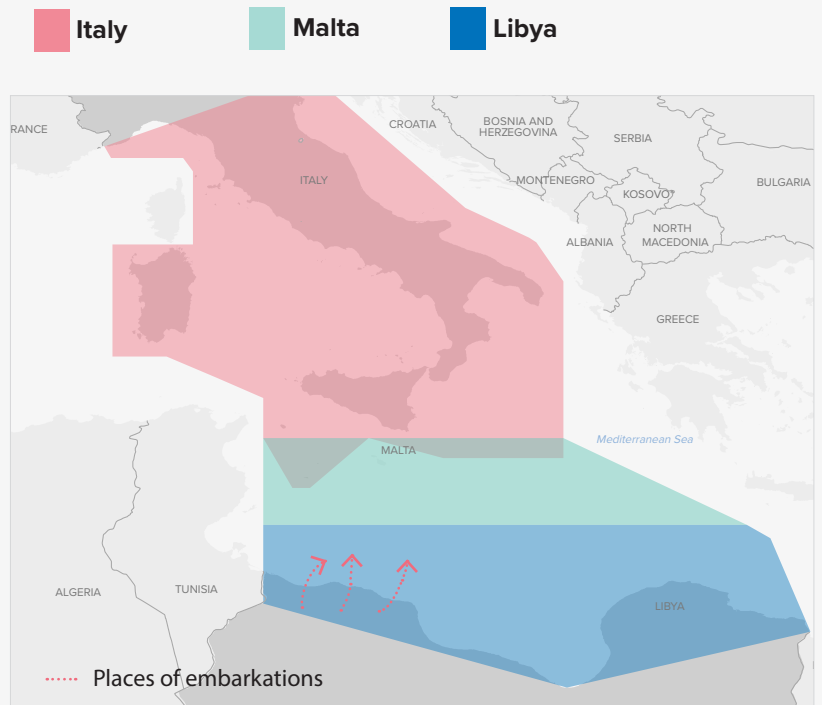 Italy
Malta
Libya
RANCE
CROATIA
BOSNIA AND
HERZEGOVINA
SERBIA
ITALY
MONTENEGRO
KOSOVO*
BULGARIA
ALBANIA
NORTH
MACEDONIA
GREECE
Mediterranean Sea
MALTA
ALGERIA
TUNISIA
LIBYA
Places of embarkations